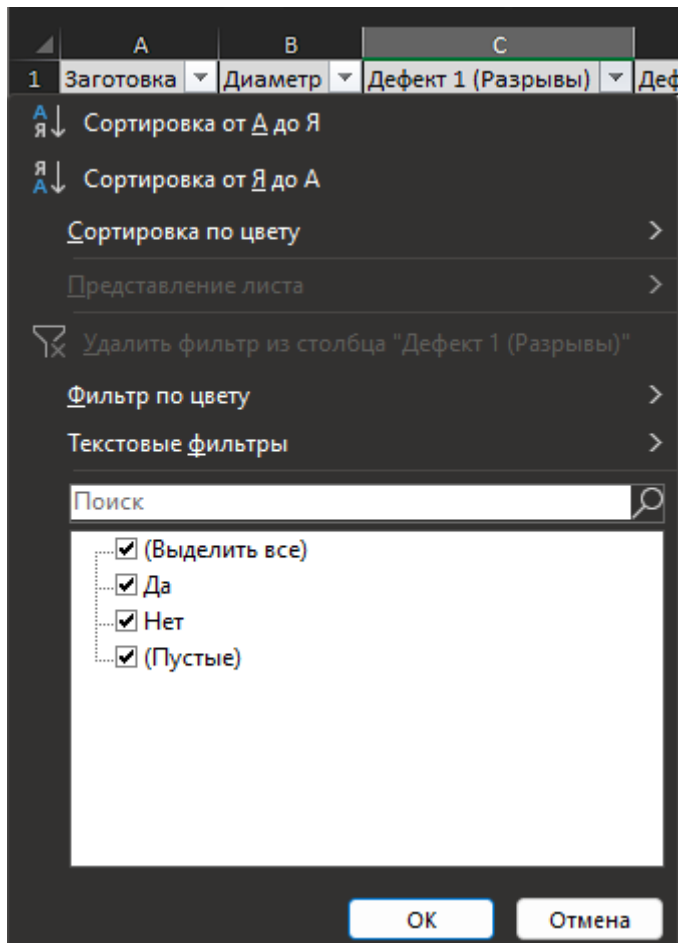 A B C
1 Заготовка Диаметр Дефект 1 (Разрывы) Деф
Сортировка от А до Я
Сортировка от Я до А
Сортировка по цвету
Представление листа
Удалить фильтр из столбца "Дефект 1 (Разрывы)"
Фильтр по цвету
Текстовые фильтры
Поиск
(Выделить все)
Да
Нет
(Пустые)
ОК Отмена